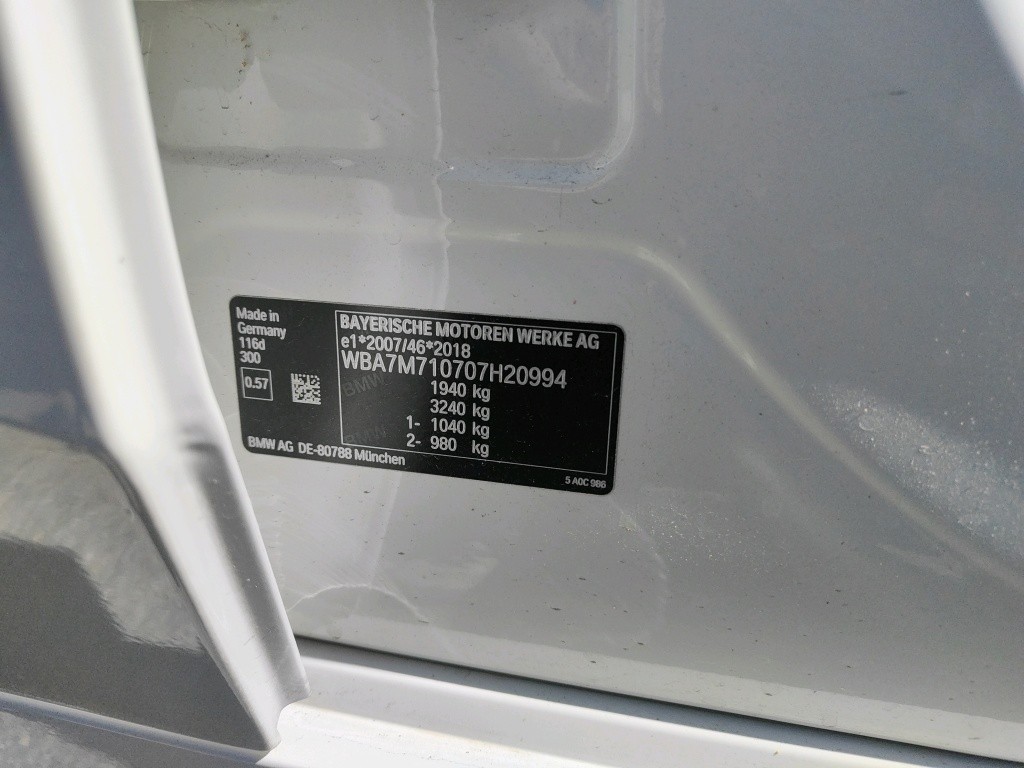 Made in
Germany
116d
300
0.57
BAYERISCHE MOTOREN WERKE AG
e1*2007/46*2018
WBA7M710707H20994
1940 kg
3240 kg
1- 1040 kg
2- 980 kg
BMW AG DE-80788 München
5 A0C 986